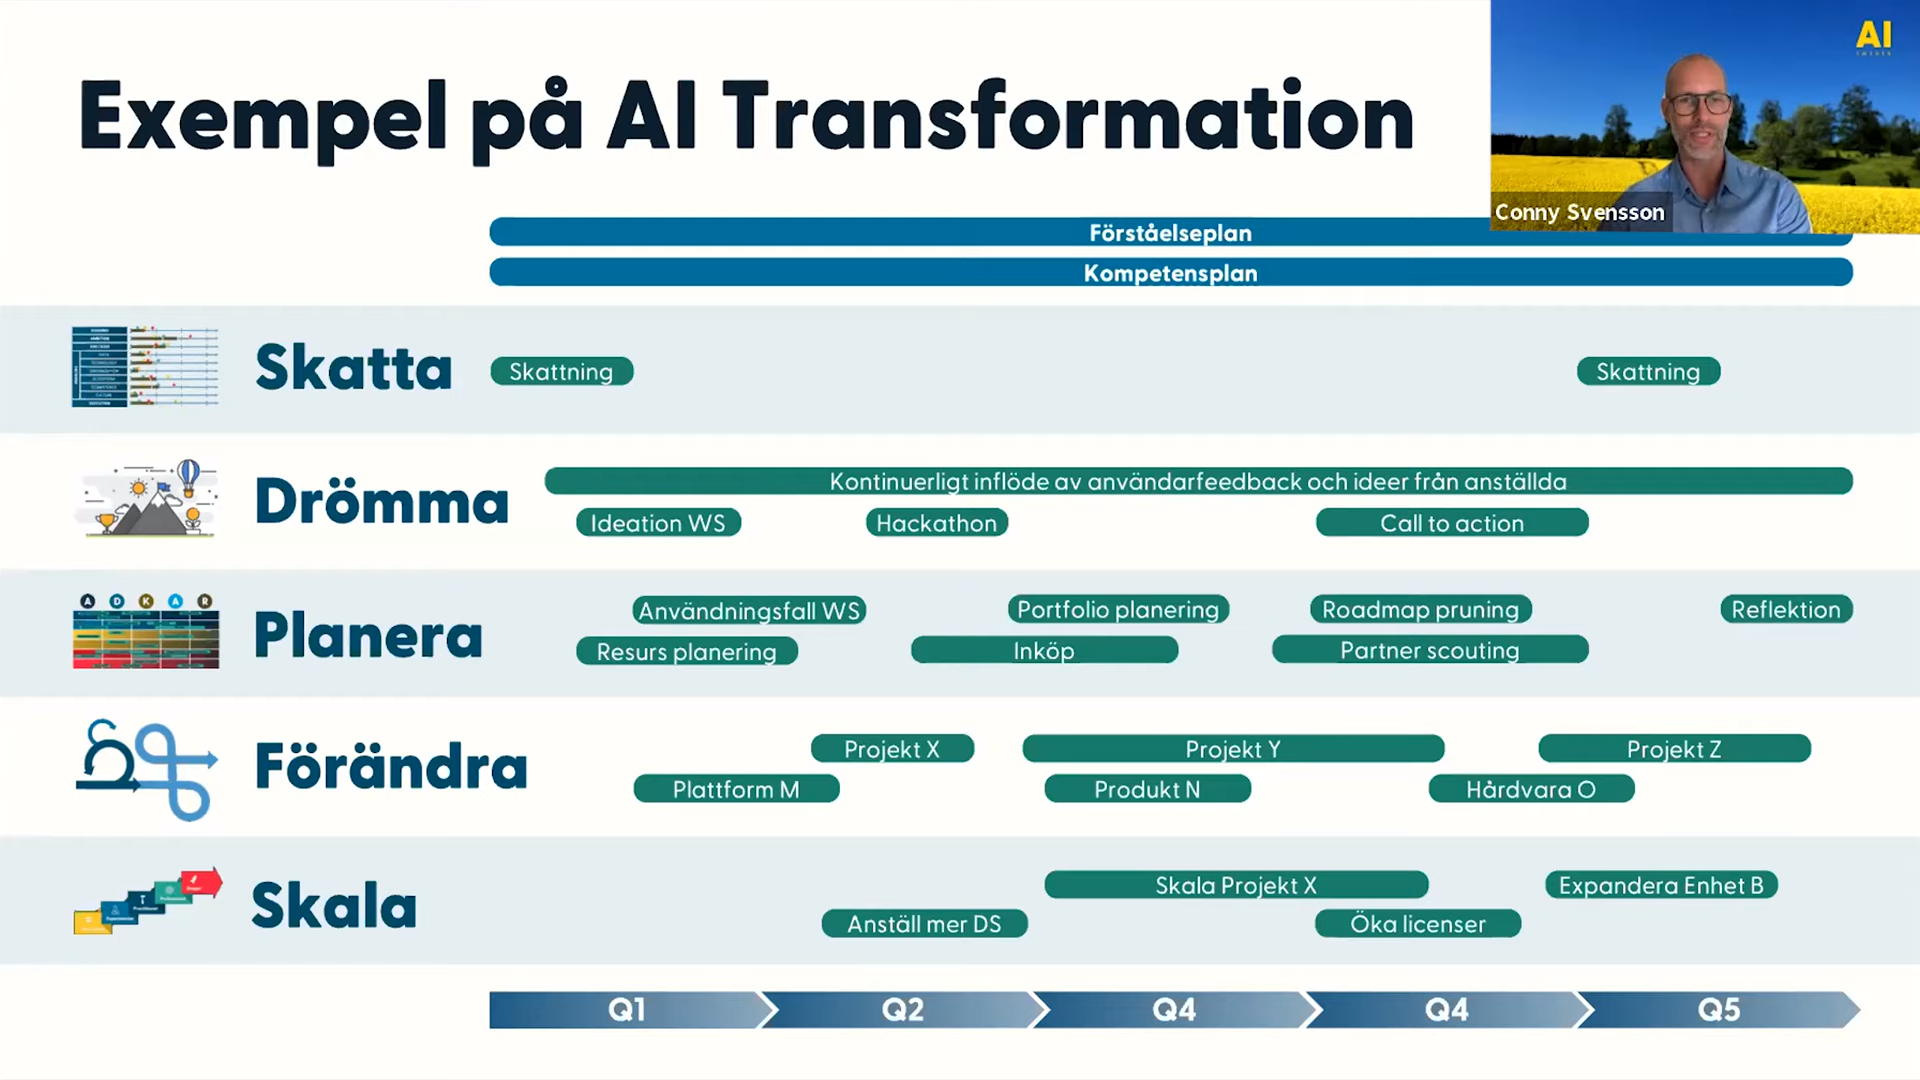 Exempel på AI Transformation
AI
Conny Svensson
Förståelseplan
Kompetensplan
Skatta
Skattning
Skattning
Drömma
Kontinuerligt inflöde av användarfeedback och ideer från anställda
Ideation WS
Hackathon
Call to action
A D K A R
Planera
Användningsfall WS
Portfolio planering
Roadmap pruning
Reflektion
Resurs planering
Inköp
Partner scouting
Förändra
Projekt X
Projekt Y
Projekt Z
Plattform M
Produkt N
Hårdvara O
Skala
Skala Projekt X
Expandera Enhet B
Anställ mer DS
Öka licenser
Q1
Q2
Q4
Q4
Q5